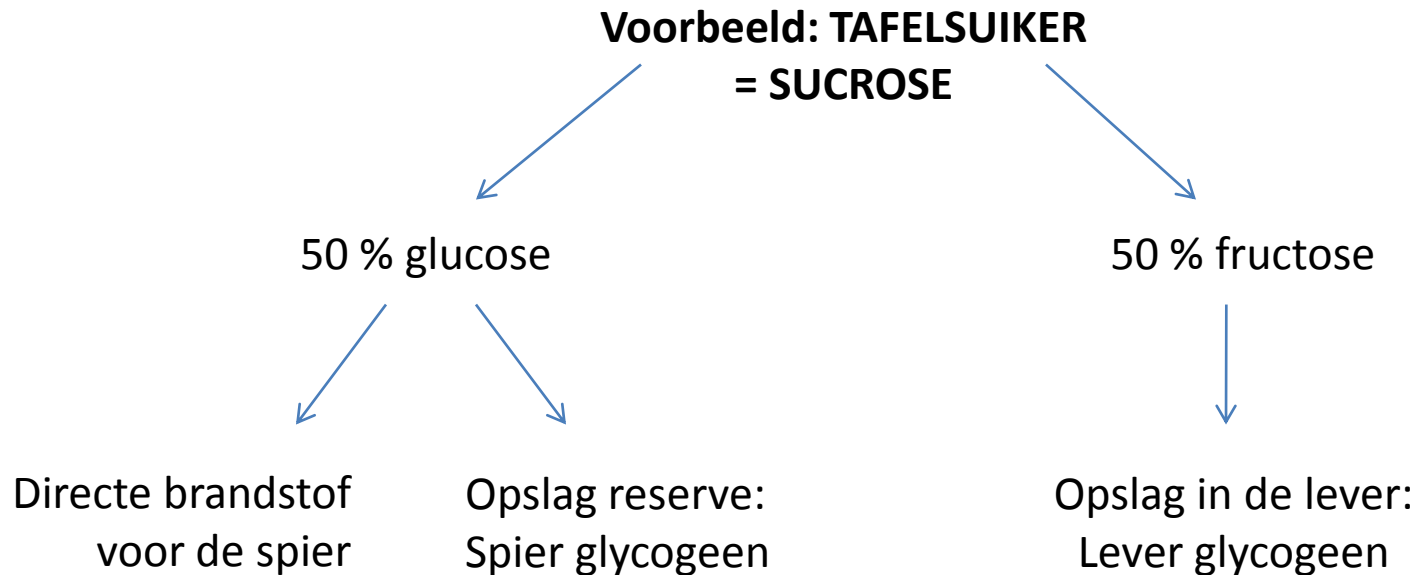 Voorbeeld: TAFELSUIKER
= SUCROSE
50 % glucose
50 % fructose
Directe brandstof
voor de spier
Opslag reserve:
Spier glycogeen
Opslag in de lever:
Lever glycogeen